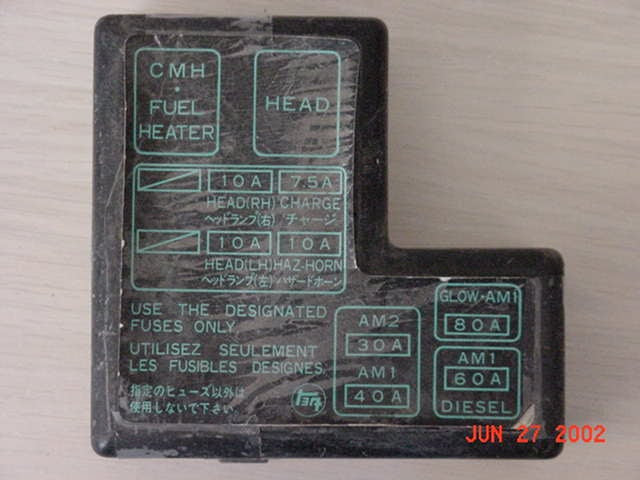 CMH
·
FUEL
HEATER
HEAD
10A 7.5A
HEAD(RH) CHARGE
ヘッドランプ(右) チャージ
10A 10A
HEAD(LH) HAZ-HORN
ヘッドランプ(左) ハザードホーン
USE THE DESIGNATED
FUSES ONLY.
UTILISEZ SEULEMENT
LES FUSIBLES DESIGNES.
指定のヒューズ以外は
使用しないで下さい。
トヨタ
AM2
30A
AM1
40A
GLOW·AM1
80A
AM1
60A
DIESEL
JUN 27 2002